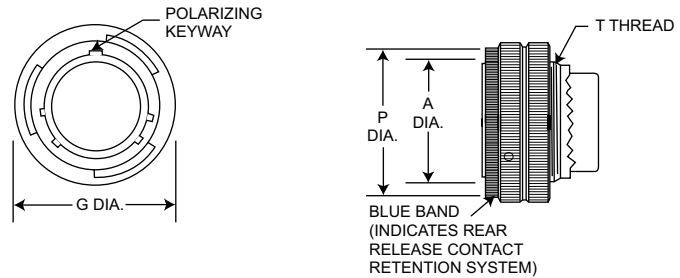 POLARIZING
KEYWAY
G DIA.
T THREAD
P
DIA.
A
DIA.
BLUE BAND
(INDICATES REAR
RELEASE CONTACT
RETENTION SYSTEM)